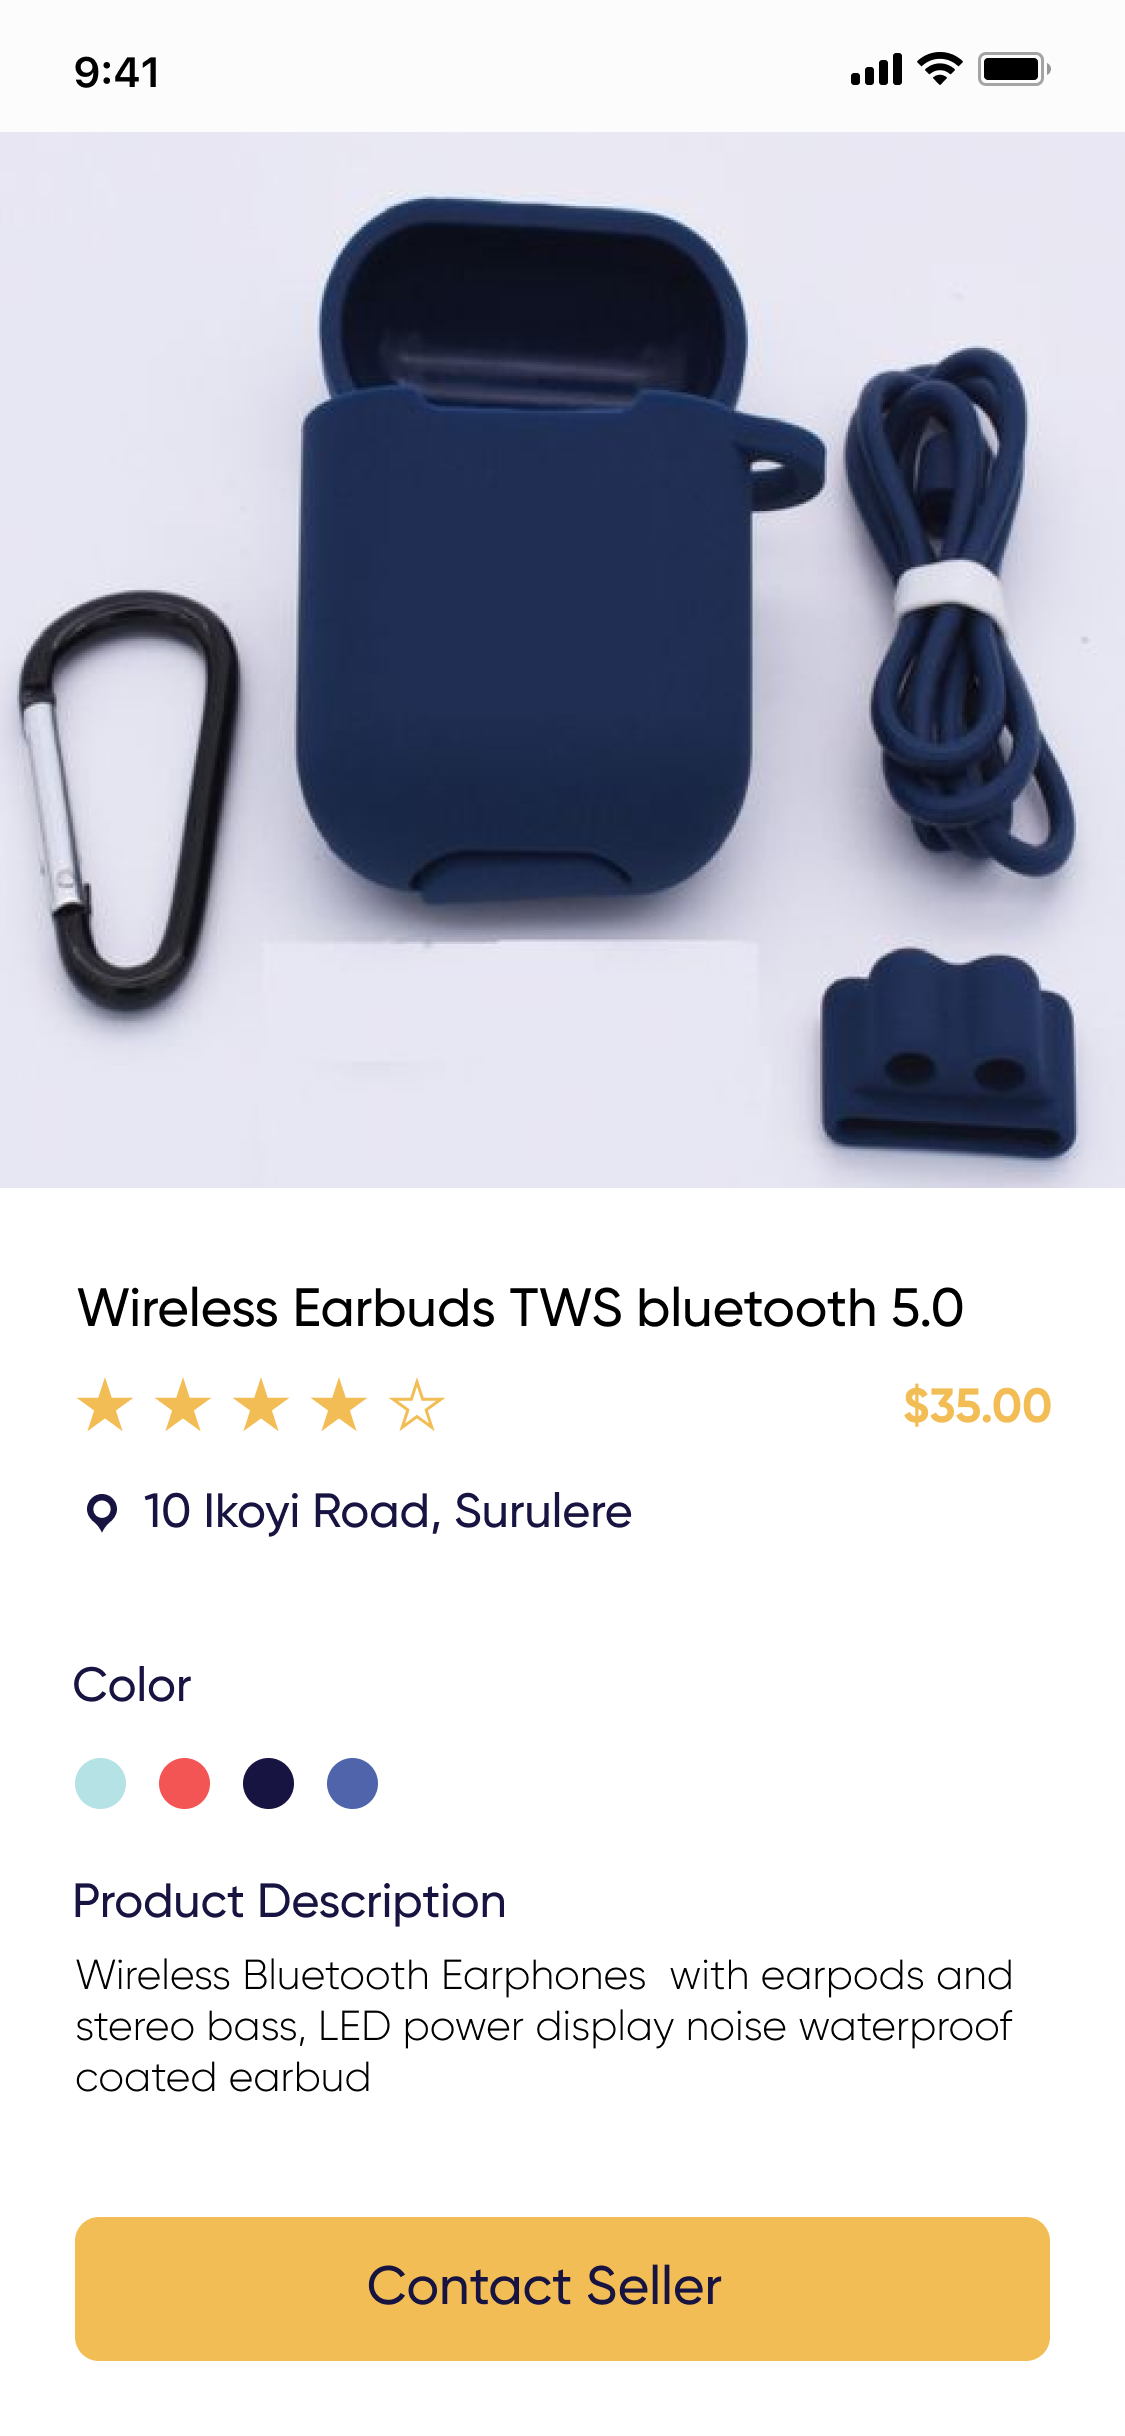 9:41
Wireless Earbuds TWS bluetooth 5.0
$35.00
10 Ikoyi Road, Surulere
Color
Product Description
Wireless Bluetooth Earphones  with earpods and
stereo bass, LED power display noise waterproof
coated earbud
Contact Seller